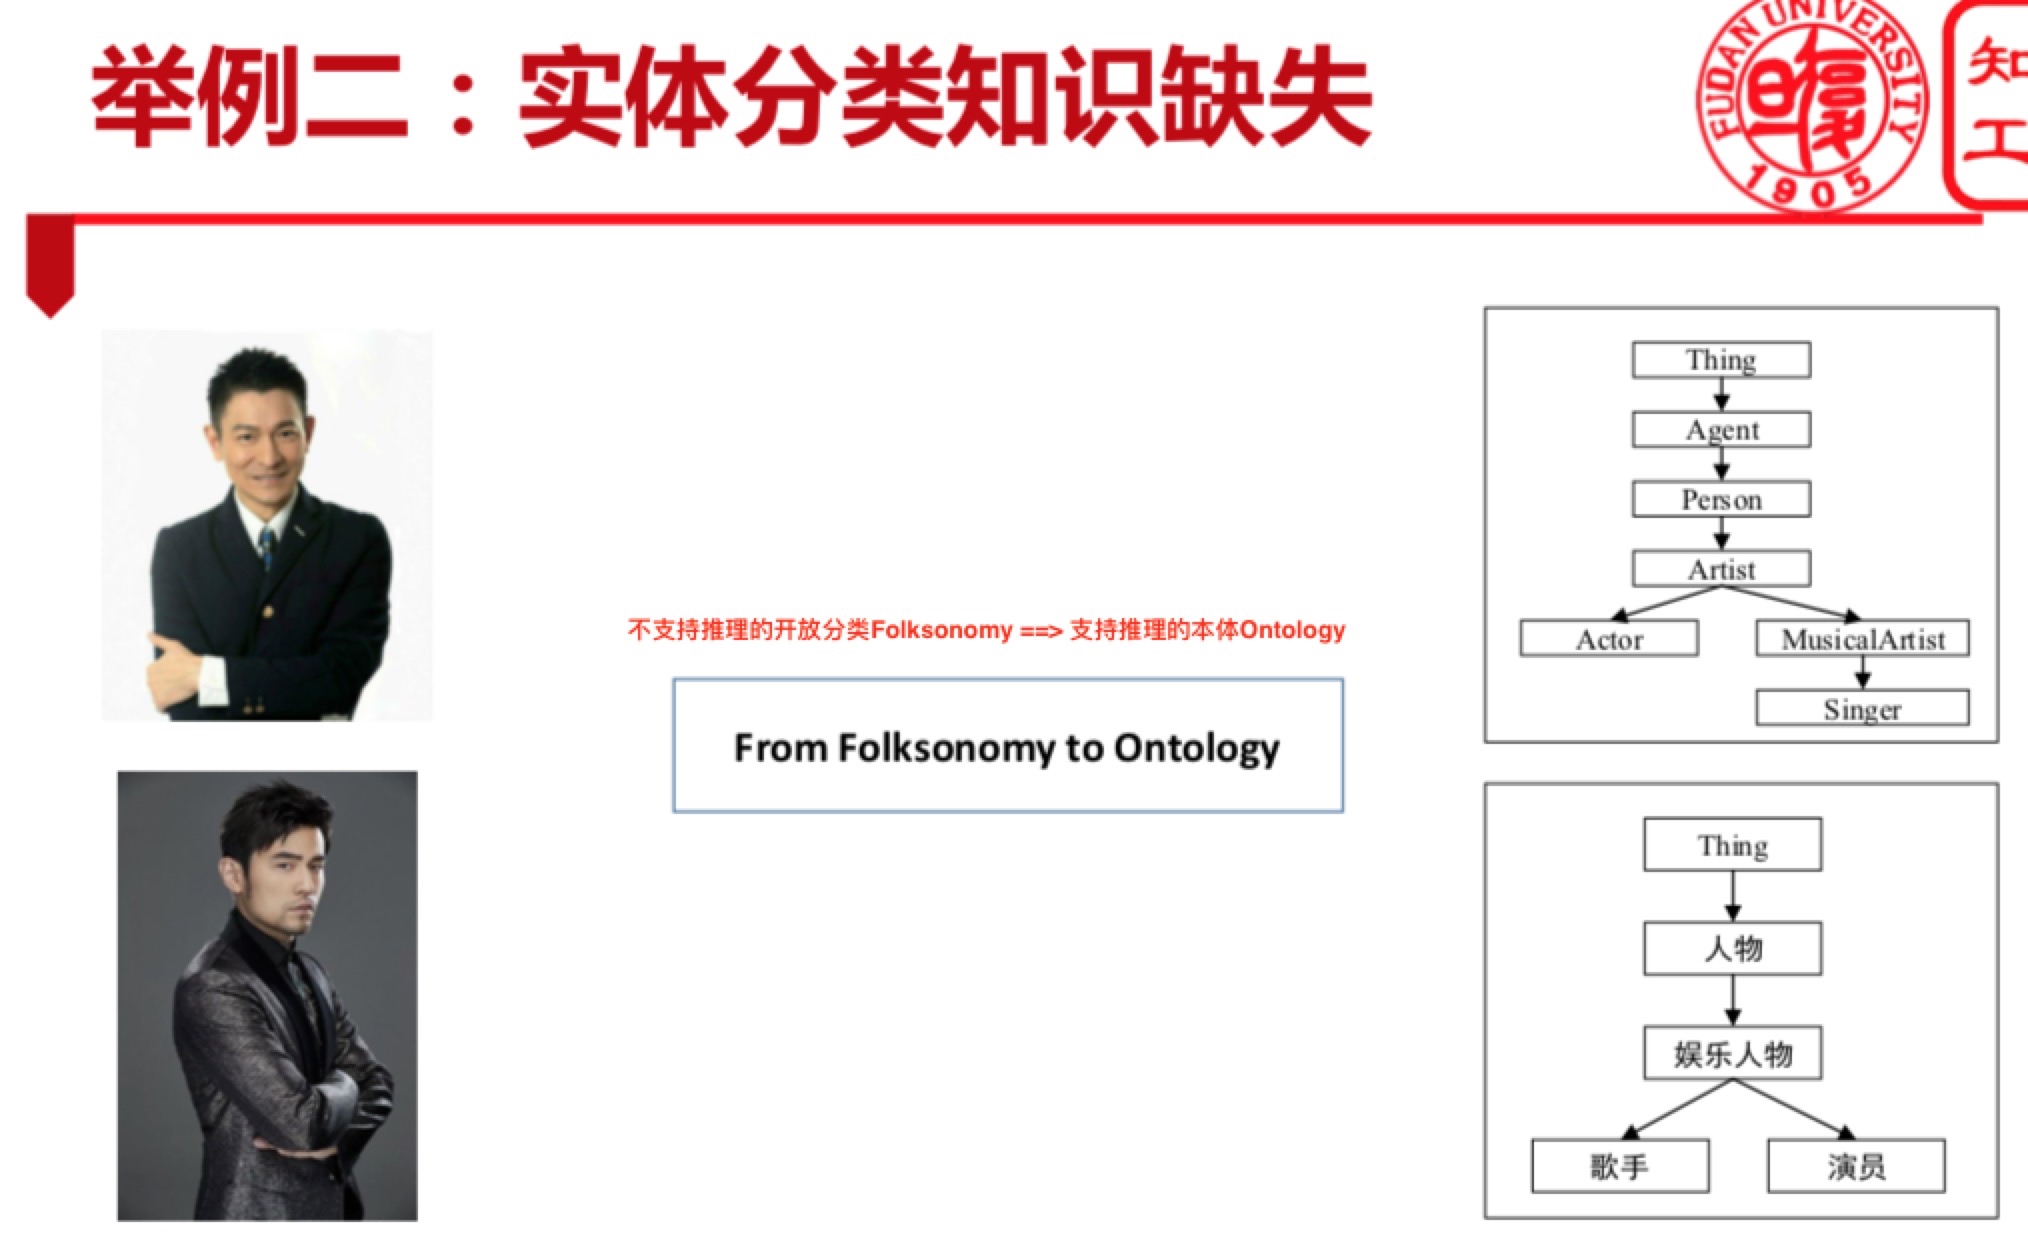 举例二：实体分类知识缺失
FUDAN UNIVERSITY
1905
知
工
不支持推理的开放分类Folksonomy ==> 支持推理的本体Ontology
From Folksonomy to Ontology
Thing
Agent
Person
Artist
Actor
MusicalArtist
Singer
Thing
人物
娱乐人物
歌手
演员